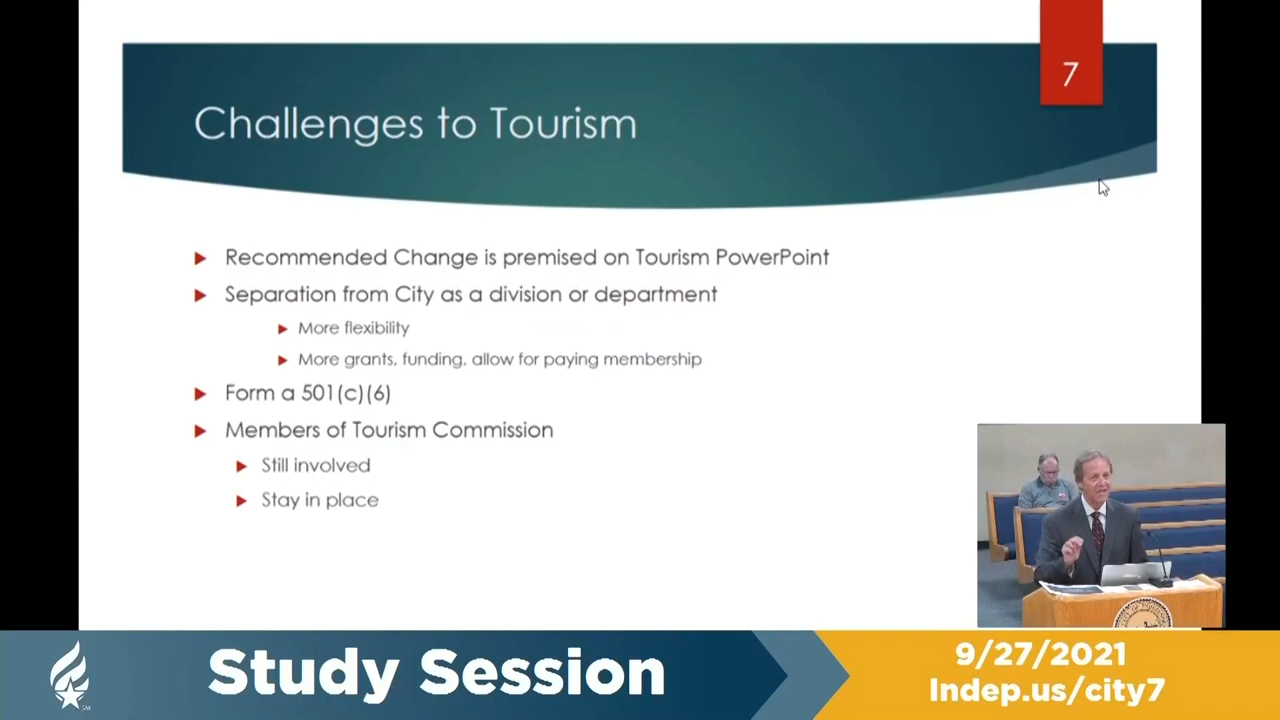 7
Challenges to Tourism
Recommended Change is premised on Tourism PowerPoint
Separation from City as a division or department
More flexibility
More grants, funding, allow for paying membership
Form a 501(c)(6)
Members of Tourism Commission
Still involved
Stay in place
Study Session
9/27/2021
Indep.us/city7
SM